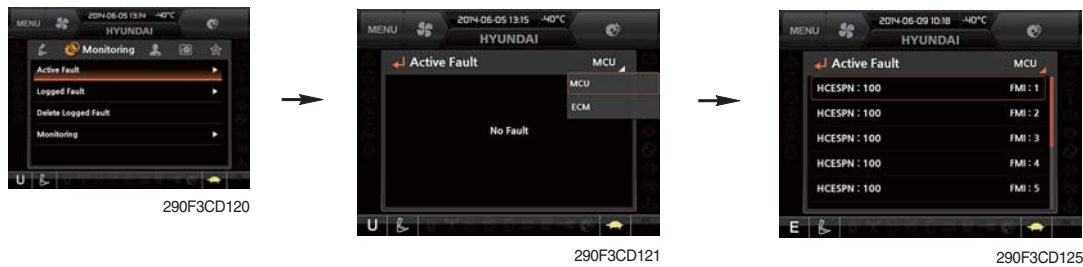 MENU
2014-06-05 13:14 -40°C
HYUNDAI
Monitoring
Active Fault
Logged Fault
Delete Logged Fault
Monitoring
U
290F3CD120
MENU
2014-06-05 13:15 -40°C
HYUNDAI
Active Fault MCU
MCU
ECM
No Fault
U
290F3CD121
MENU
2014-06-09 10:18 -40°C
HYUNDAI
Active Fault MCU
HCESPN : 100 FMI : 1
HCESPN : 100 FMI : 2
HCESPN : 100 FMI : 3
HCESPN : 100 FMI : 4
HCESPN : 100 FMI : 5
E
290F3CD125